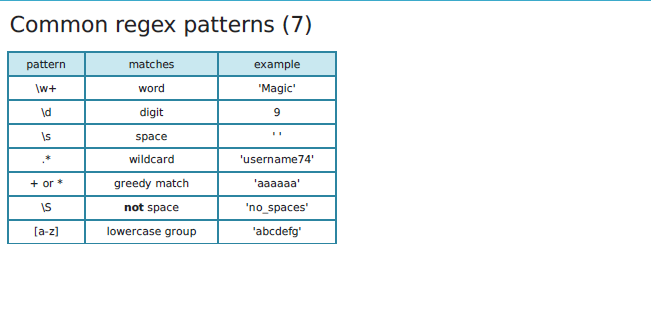 Common regex patterns (7)
pattern matches example
\w+ word 'Magic'
\d digit 9
\s space ' '
.* wildcard 'username74'
+ or * greedy match 'aaaaaa'
\S not space 'no_spaces'
[a-z] lowercase group 'abcdefg'